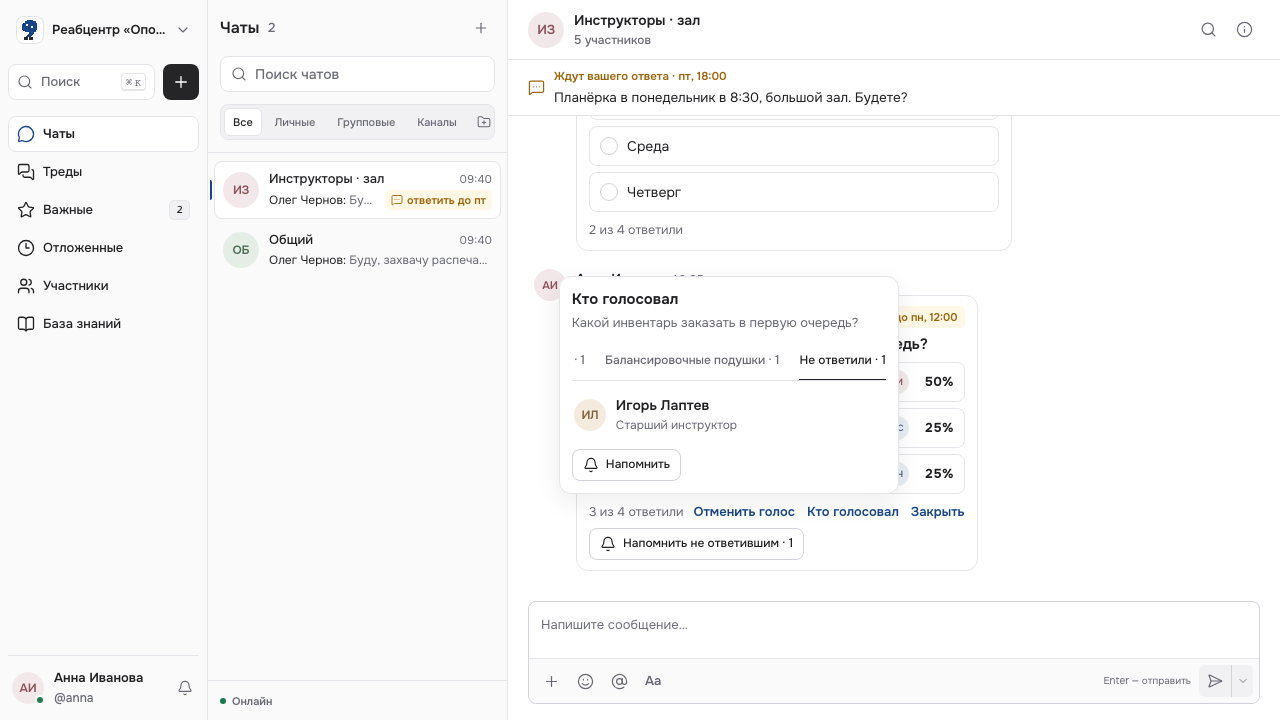 Реабцентр «Опо...
Поиск
⌘ K
Чаты
Треды
Важные
2
Отложенные
Участники
База знаний
АИ
Анна Иванова
@anna
Чаты 2
Поиск чатов
Все
Личные
Групповые
Каналы
ИЗ
Инструкторы · зал
09:40
Олег Чернов: Бу...
ответить до пт
ОБ
Общий
09:40
Олег Чернов: Буду, захвачу распеча...
Онлайн
ИЗ
Инструкторы · зал
5 участников
Ждут вашего ответа · пт, 18:00
Планёрка в понедельник в 8:30, большой зал. Будете?
Среда
Четверг
2 из 4 ответили
АИ
до пн, 12:00
Кто голосовал
Какой инвентарь заказать в первую очередь?
· 1
Балансировочные подушки · 1
Не ответили · 1
ИЛ
Игорь Лаптев
Старший инструктор
Напомнить
50%
25%
25%
3 из 4 ответили
Отменить голос
Кто голосовал
Закрыть
Напомнить не ответившим · 1
Напишите сообщение...
Aa
Enter — отправить